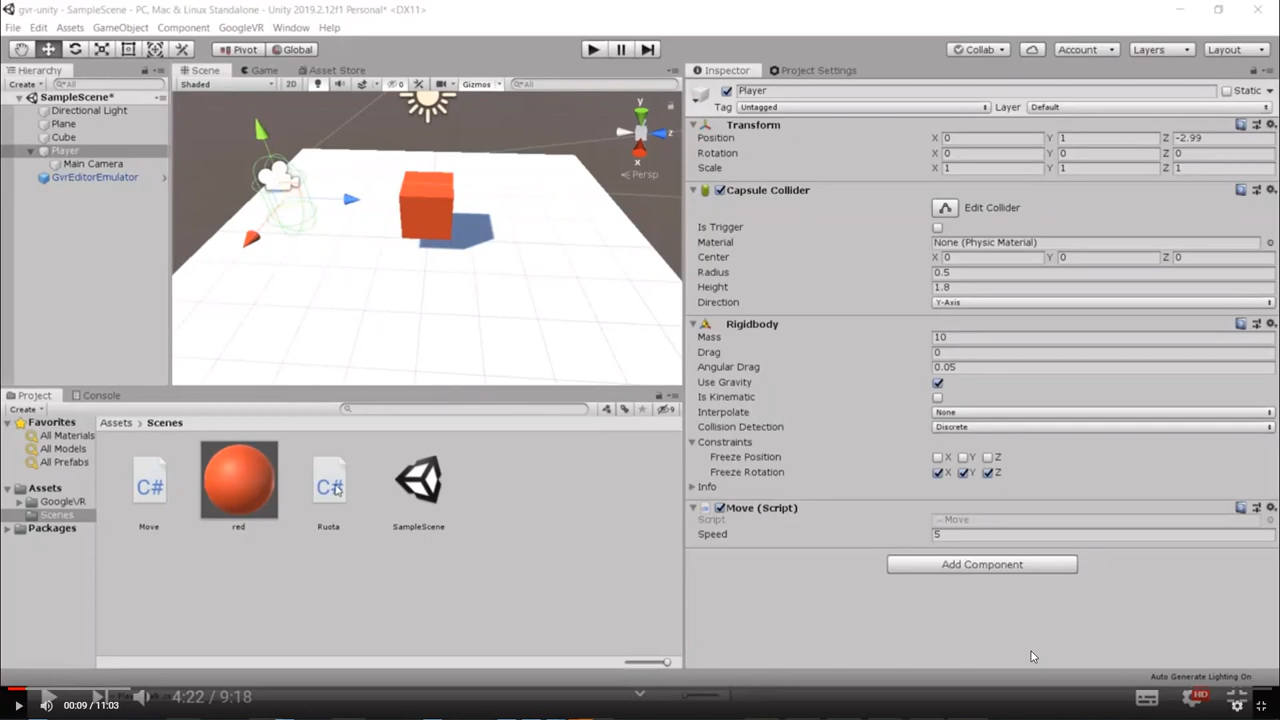 gvr-unity - SampleScene - PC, Mac & Linux Standalone - Unity 2019.2.12f1 Personal* <DX11>
File Edit Assets GameObject Component GoogleVR Window Help
Pivot Global Collab Account Layers Layout
Hierarchy
Create All
SampleScene*
Directional Light
Plane
Cube
Player
Main Camera
GvrEditorEmulator
Scene Game Asset Store
Shaded 2D 0 Gizmos All
y
z
x
Persp
Inspector Project Settings
Player Static
Tag Untagged Layer Default
Transform
Position X 0 Y 1 Z -2.99
Rotation X 0 Y 0 Z 0
Scale X 1 Y 1 Z 1
Capsule Collider
Edit Collider
Is Trigger
Material None (Physic Material)
Center X 0 Y 0 Z 0
Radius 0.5
Height 1.8
Direction Y-Axis
Rigidbody
Mass 10
Drag 0
Angular Drag 0.05
Use Gravity
Is Kinematic
Interpolate None
Collision Detection Discrete
Constraints
Freeze Position X Y Z
Freeze Rotation X Y Z
Info
Move (Script)
Script Move
Speed 5
Add Component
Project Console
Create 9
Favorites
All Materials
All Models
All Prefabs
Assets
GoogleVR
Scenes
Packages
Assets Scenes
C# C#
Move red Ruota SampleScene
Auto Generate Lighting On
4:22 / 9:18 HD
00:09 / 11:03